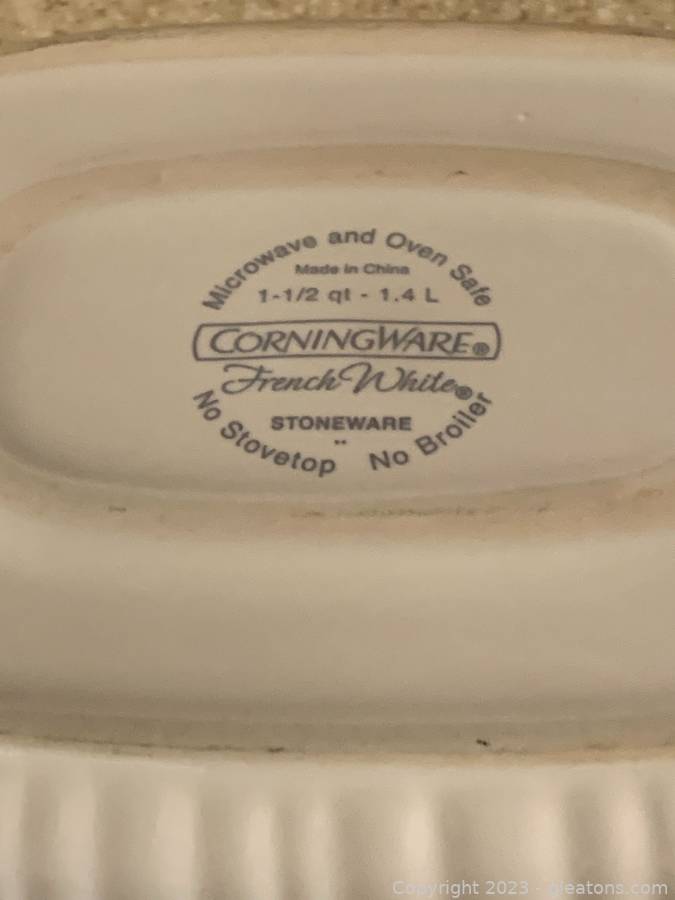 Microwave and Oven Safe
Made in China
1-1/2 qt - 1.4 L
CORNINGWARE®
French White®
STONEWARE
No Stovetop No Broiler
Copyright 2023 - gleatons.com